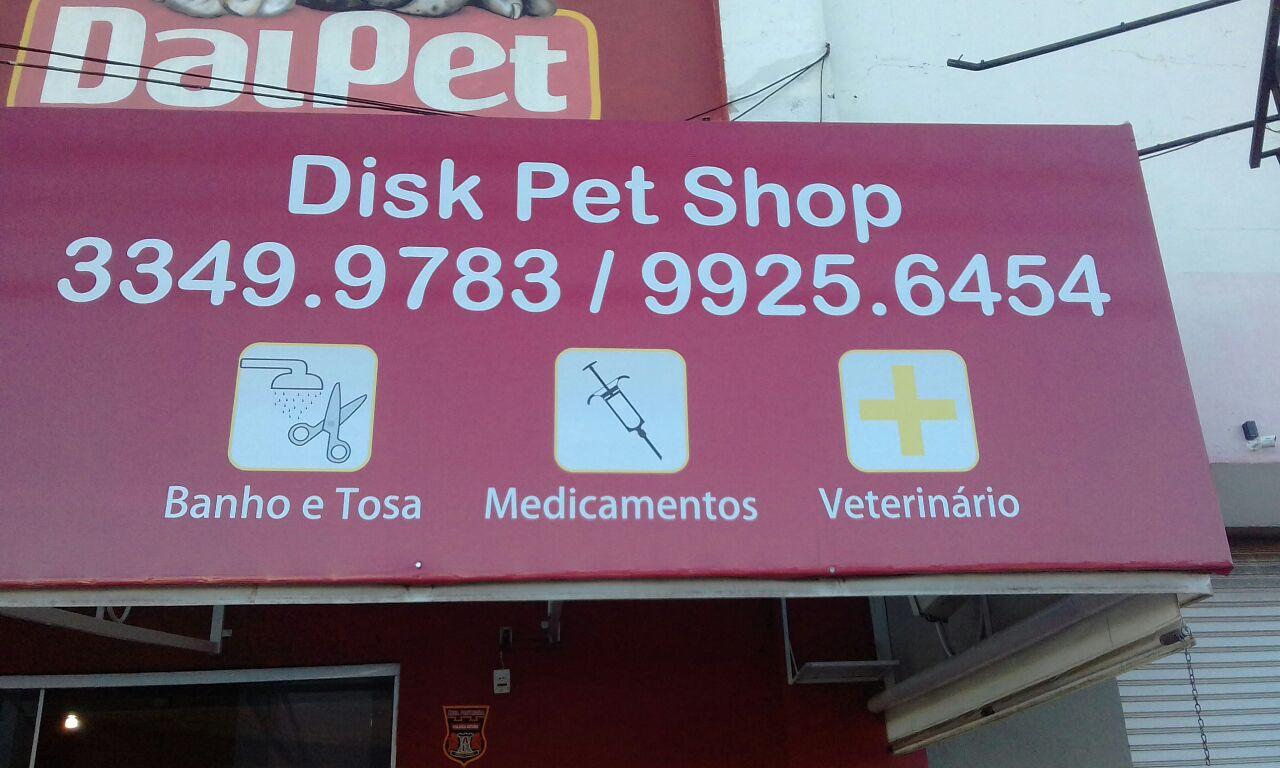 DaiPet
Disk Pet Shop
3349.9783 / 9925.6454
Banho e Tosa
Medicamentos
Veterinário